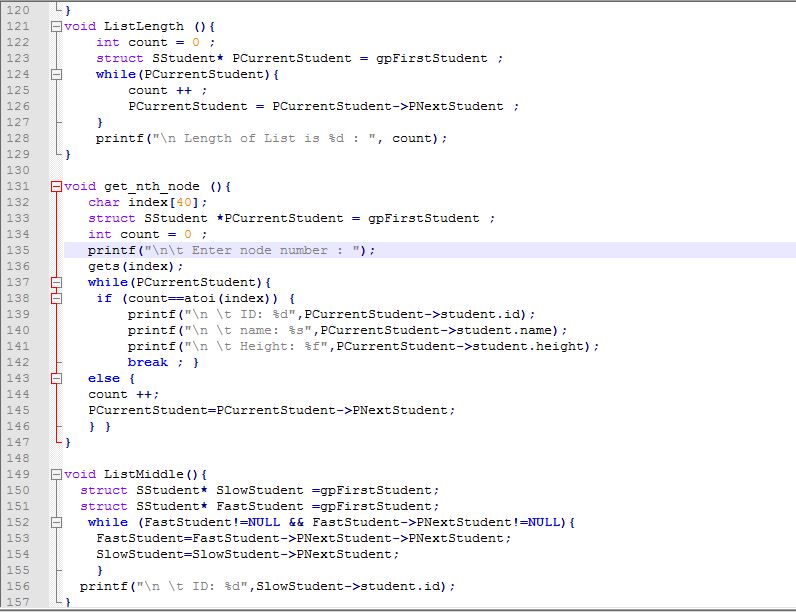 120 }
121 void ListLength (){
122 int count = 0 ;
123 struct SStudent* PCurrentStudent = gpFirstStudent ;
124 while(PCurrentStudent){
125 count ++ ;
126 PCurrentStudent = PCurrentStudent->PNextStudent ;
127 }
128 printf("\n Length of List is %d : ", count);
129 }
130
131 void get_nth_node (){
132 char index[40];
133 struct SStudent *PCurrentStudent = gpFirstStudent ;
134 int count = 0 ;
135 printf("\n\t Enter node number : ");
136 gets(index);
137 while(PCurrentStudent){
138 if (count==atoi(index)) {
139 printf("\n \t ID: %d",PCurrentStudent->student.id);
140 printf("\n \t name: %s",PCurrentStudent->student.name);
141 printf("\n \t Height: %f",PCurrentStudent->student.height);
142 break ; }
143 else {
144 count ++;
145 PCurrentStudent=PCurrentStudent->PNextStudent;
146 } }
147 }
148
149 void ListMiddle(){
150 struct SStudent* SlowStudent =gpFirstStudent;
151 struct SStudent* FastStudent =gpFirstStudent;
152 while (FastStudent!=NULL && FastStudent->PNextStudent!=NULL){
153 FastStudent=FastStudent->PNextStudent->PNextStudent;
154 SlowStudent=SlowStudent->PNextStudent;
155 }
156 printf("\n \t ID: %d",SlowStudent->student.id);
157 }